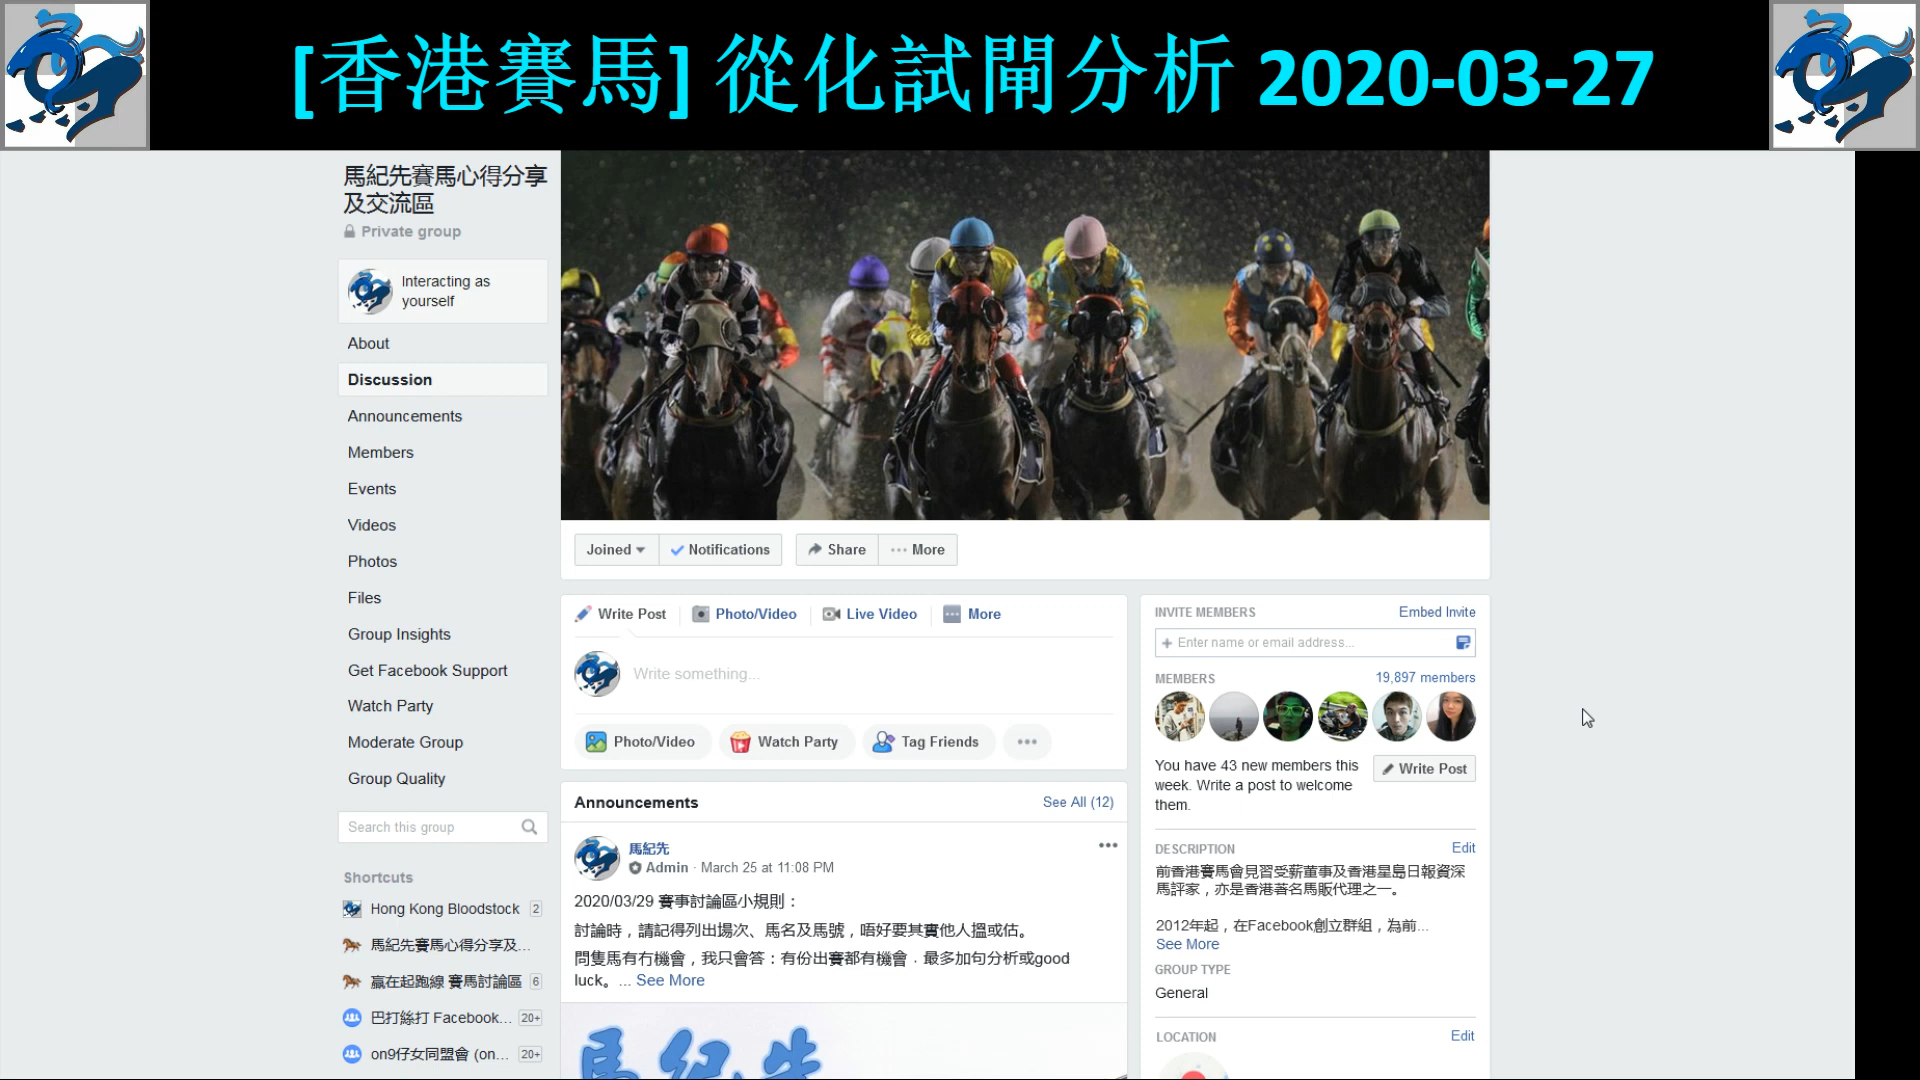 [香港賽馬] 從化試閘分析 2020-03-27
馬紀先賽馬心得分享
及交流區
Private group
Interacting as
yourself
About
Discussion
Announcements
Members
Events
Videos
Photos
Files
Group Insights
Get Facebook Support
Watch Party
Moderate Group
Group Quality
Search this group
Shortcuts
Hong Kong Bloodstock 2
馬紀先賽馬心得分享及...
贏在起跑線 賽馬討論區 6
巴打絲打 Facebook... 20+
on9仔女同盟會 (on... 20+
Joined
Notifications
Share
More
Write Post
Photo/Video
Live Video
More
Write something...
Photo/Video
Watch Party
Tag Friends
Announcements
See All (12)
馬紀先
Admin · March 25 at 11:08 PM
2020/03/29 賽事討論區小規則：
討論時，請記得列出場次、馬名及馬號，唔好要其實他人搵或估。
問隻馬有冇機會，我只會答：有份出賽都有機會．最多加句分析或good
luck。... See More
馬紀先
INVITE MEMBERS
Embed Invite
Enter name or email address...
MEMBERS
19,897 members
You have 43 new members this
week. Write a post to welcome
them.
Write Post
DESCRIPTION
Edit
前香港賽馬會見習受薪董事及香港星島日報資深
馬評家，亦是香港著名馬販代理之一。
2012年起，在Facebook創立群組，為前...
See More
GROUP TYPE
General
LOCATION
Edit